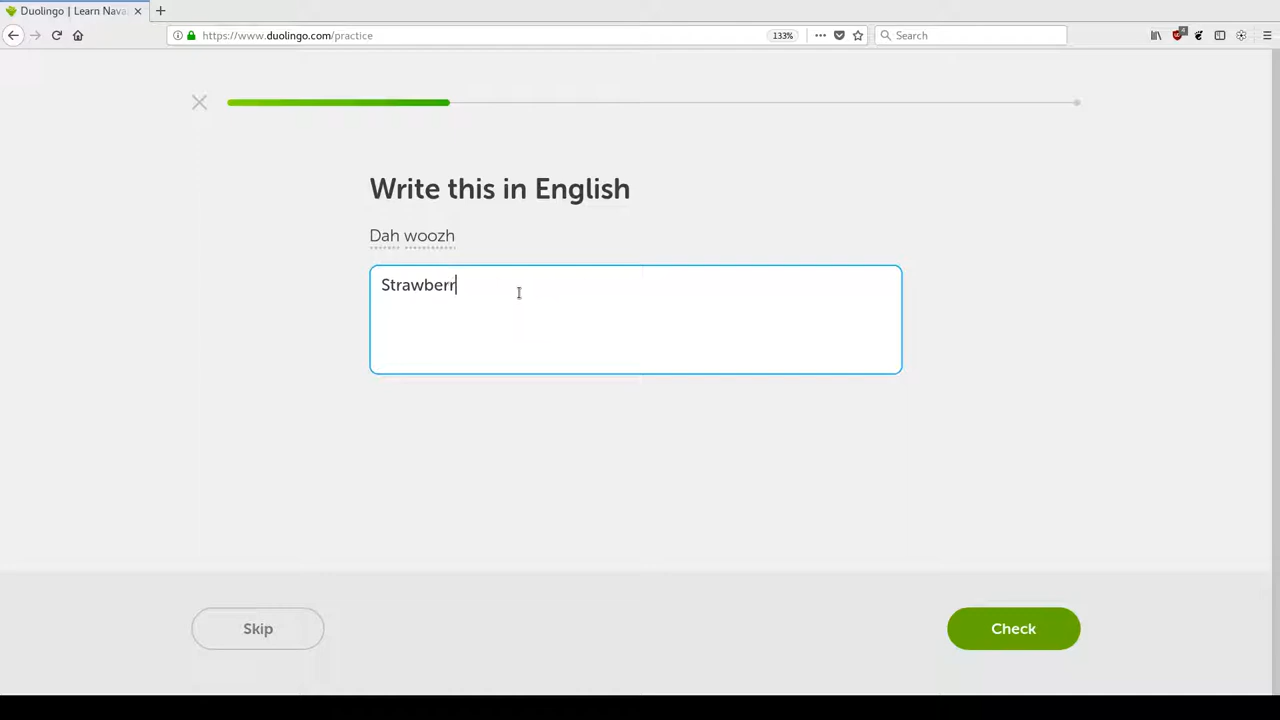 Duolingo | Learn Nava
https://www.duolingo.com/practice
133%
Search
Write this in English
Dah woozh
Strawberr
Skip
Check